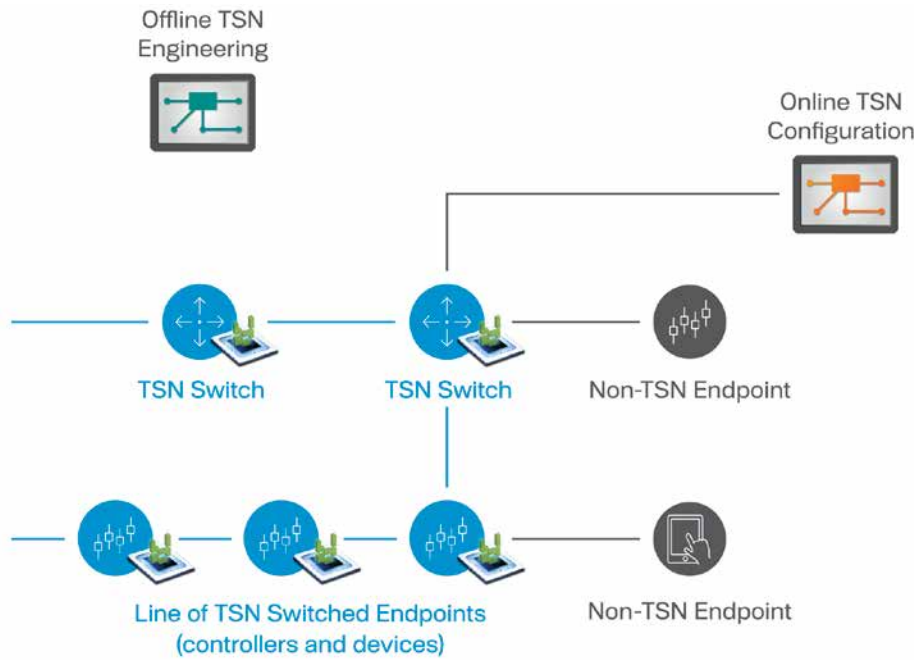 Offline TSN
Engineering
Online TSN
Configuration
TSN Switch
TSN Switch
Non-TSN Endpoint
Line of TSN Switched Endpoints
(controllers and devices)
Non-TSN Endpoint